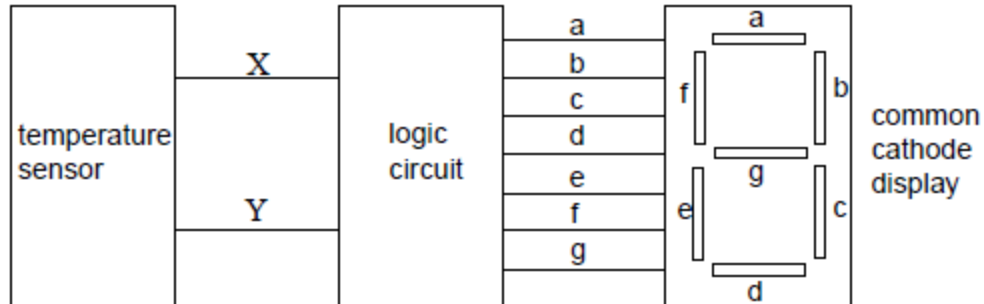 temperature
sensor
X
Y
logic
circuit
a
b
c
d
e
f
g
a
f
b
g
e
c
d
common
cathode
display